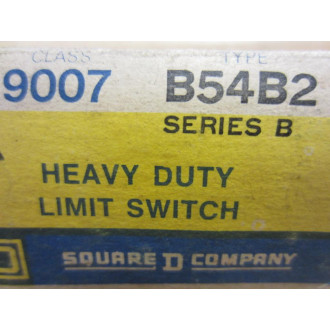 CLASS TYPE
9007 B54B2
SERIES B
HEAVY DUTY
LIMIT SWITCH
D SQUARE D COMPANY